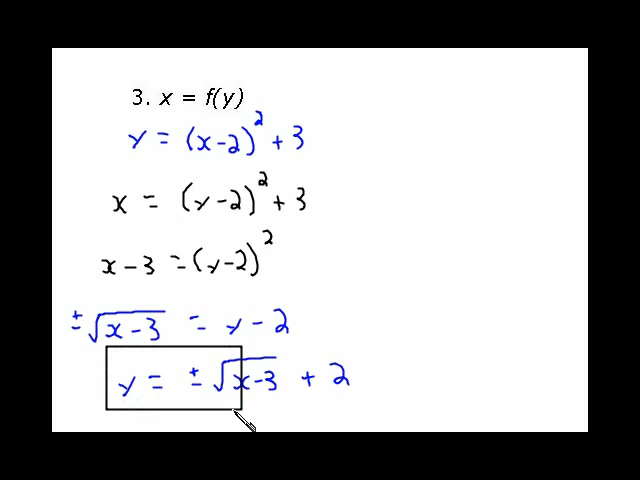 3. x = f(y)
y = (x-2)² + 3
x = (y-2)² + 3
x-3 = (y-2)²
±√(x-3) = y-2
y = ±√(x-3) + 2